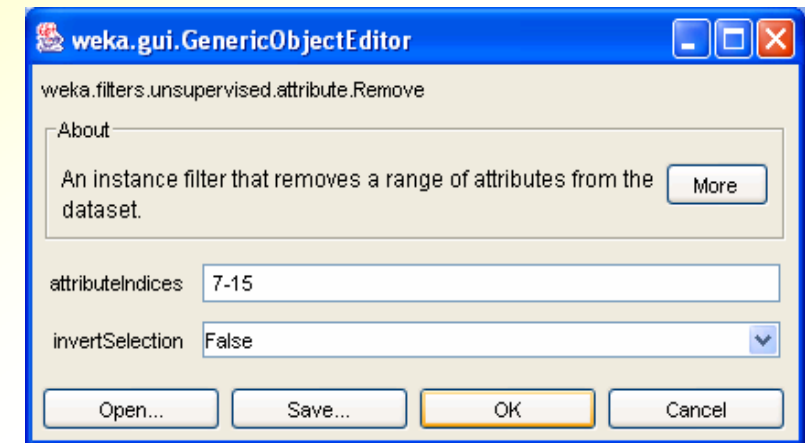 weka.gui.GenericObjectEditor
weka.filters.unsupervised.attribute.Remove
About
An instance filter that removes a range of attributes from the
dataset.
More
attributeIndices 7-15
invertSelection False
Open... Save... OK Cancel